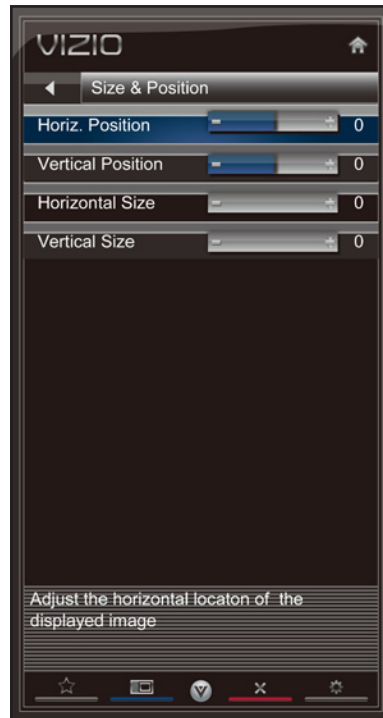 VIZIO
Size & Position
Horiz. Position - + 0
Vertical Position - + 0
Horizontal Size - + 0
Vertical Size - + 0
Adjust the horizontal locaton of the
displayed image
V